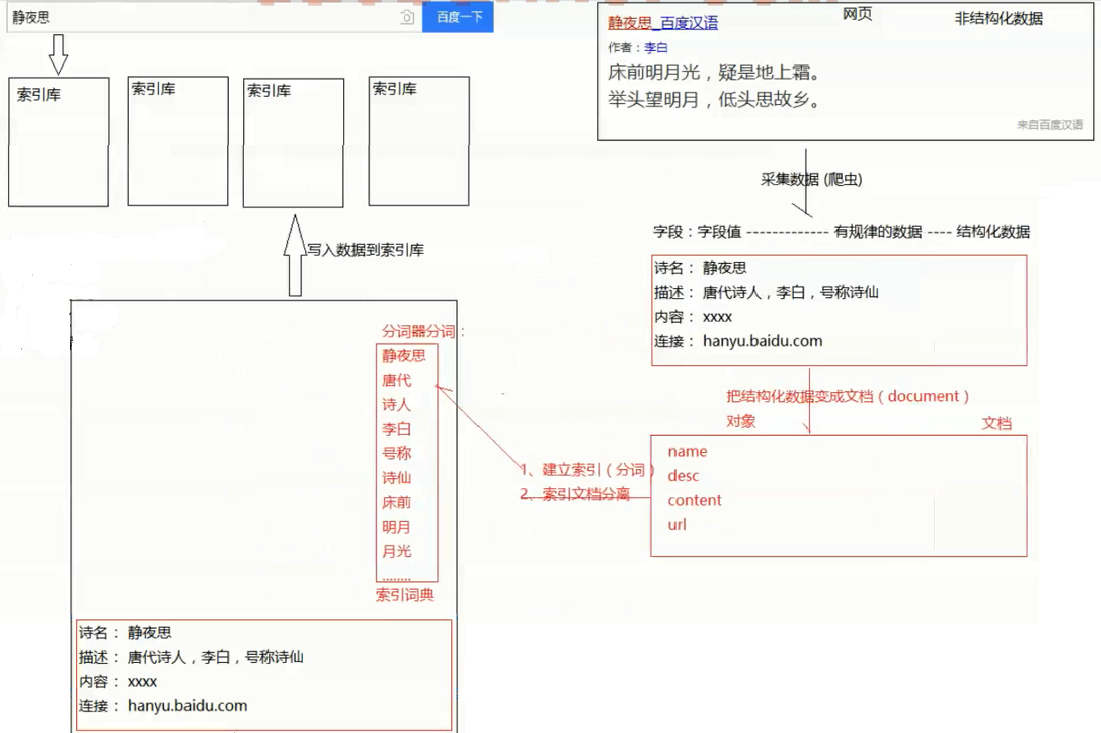 静夜思
百度一下
索引库
索引库
索引库
索引库
写入数据到索引库
分词器分词：
静夜思
唐代
诗人
李白
号称
诗仙
床前
明月
月光
........
索引词典
诗名： 静夜思
描述： 唐代诗人，李白，号称诗仙
内容： xxxx
连接： hanyu.baidu.com
网页
非结构化数据
静夜思_百度汉语
作者：李白
床前明月光，疑是地上霜。
举头望明月，低头思故乡。
来自百度汉语
采集数据 (爬虫)
字段：字段值 ------------- 有规律的数据 ---- 结构化数据
诗名： 静夜思
描述： 唐代诗人，李白，号称诗仙
内容： xxxx
连接： hanyu.baidu.com
把结构化数据变成文档（document）
对象
文档
1、建立索引（分词）
2、索引文档分离
name
desc
content
url